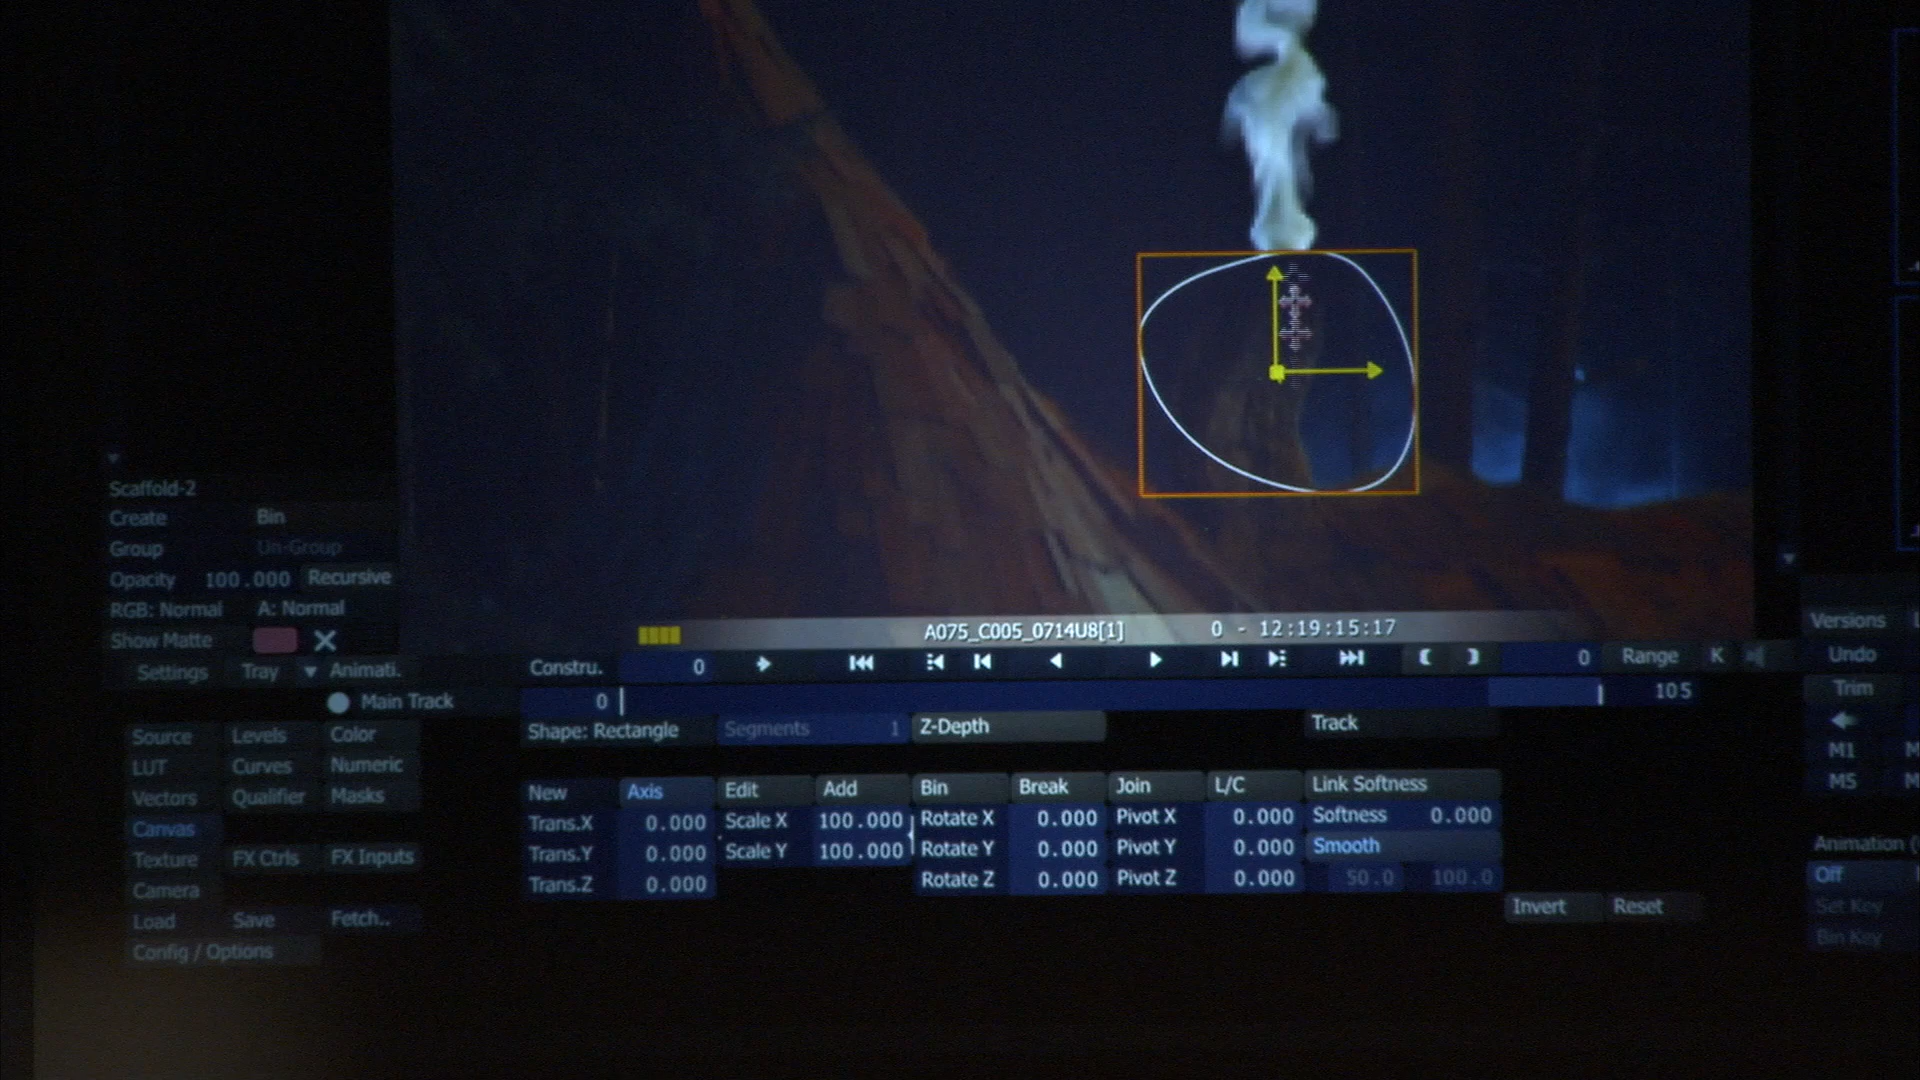 Scaffold-2
Create Bin
Group Un-Group
Opacity 100.000 Recursive
RGB: Normal A: Normal
Show Matte
Settings Tray Animati.
Main Track
Source Levels Color
LUT Curves Numeric
Vectors Qualifier Masks
Canvas
Texture FX Ctrls FX Inputs
Camera
Load Save Fetch..
Config / Options
A075_C005_0714U8[1] 0 - 12:19:15:17
Constru. 0 0 Range K
0 105
Shape: Rectangle Segments 1 Z-Depth Track
New Axis Edit Add Bin Break Join L/C Link Softness
Trans.X 0.000 Scale X 100.000 Rotate X 0.000 Pivot X 0.000 Softness 0.000
Trans.Y 0.000 Scale Y 100.000 Rotate Y 0.000 Pivot Y 0.000 Smooth
Trans.Z 0.000 Rotate Z 0.000 Pivot Z 0.000 50.0 100.0
Invert Reset
Versions
Undo
Trim
M1
M5
Animation
Off
Set Key
Bin Key